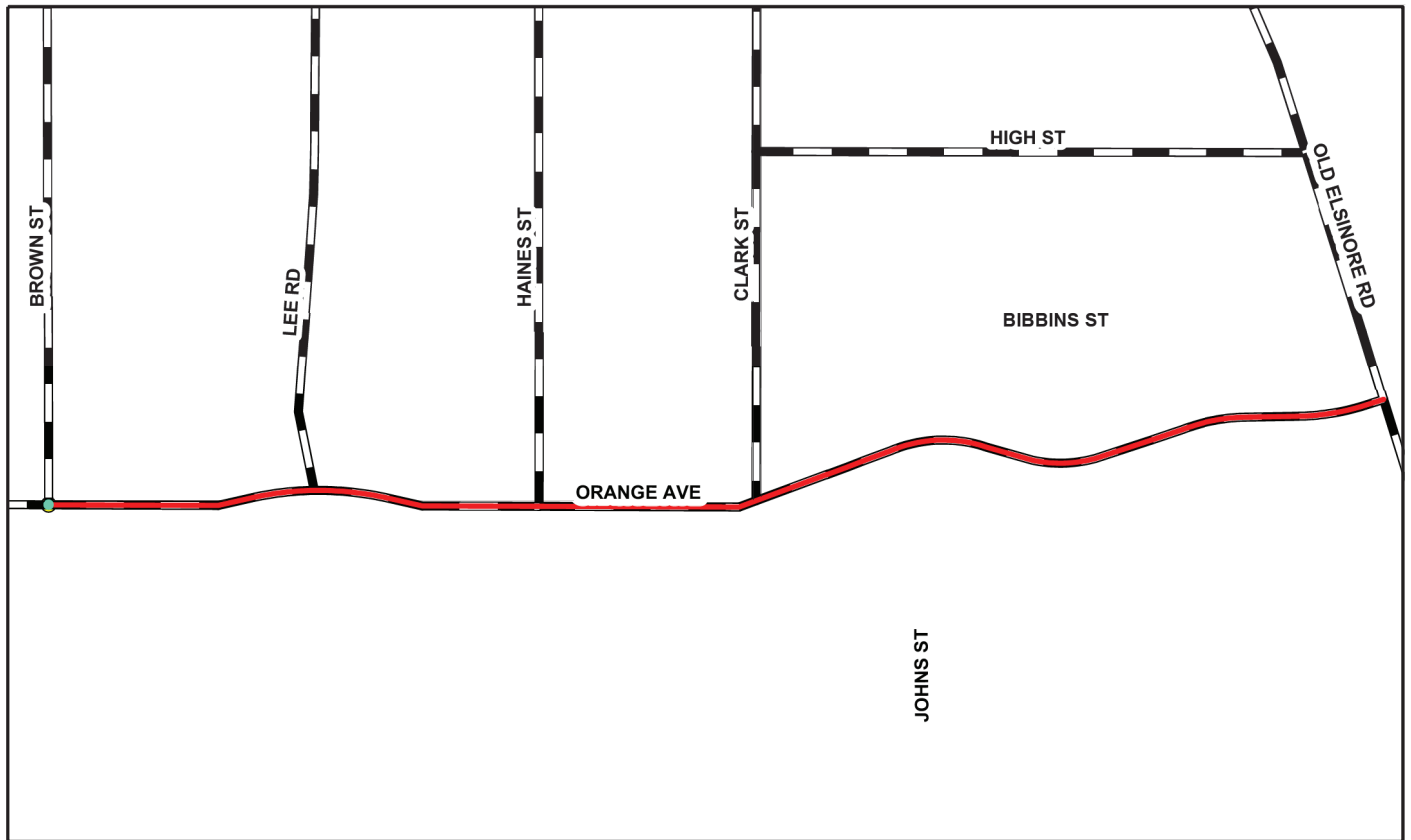 HIGH ST
OLD ELSINORE RD
BROWN ST
LEE RD
HAINES ST
CLARK ST
BIBBINS ST
ORANGE AVE
JOHNS ST